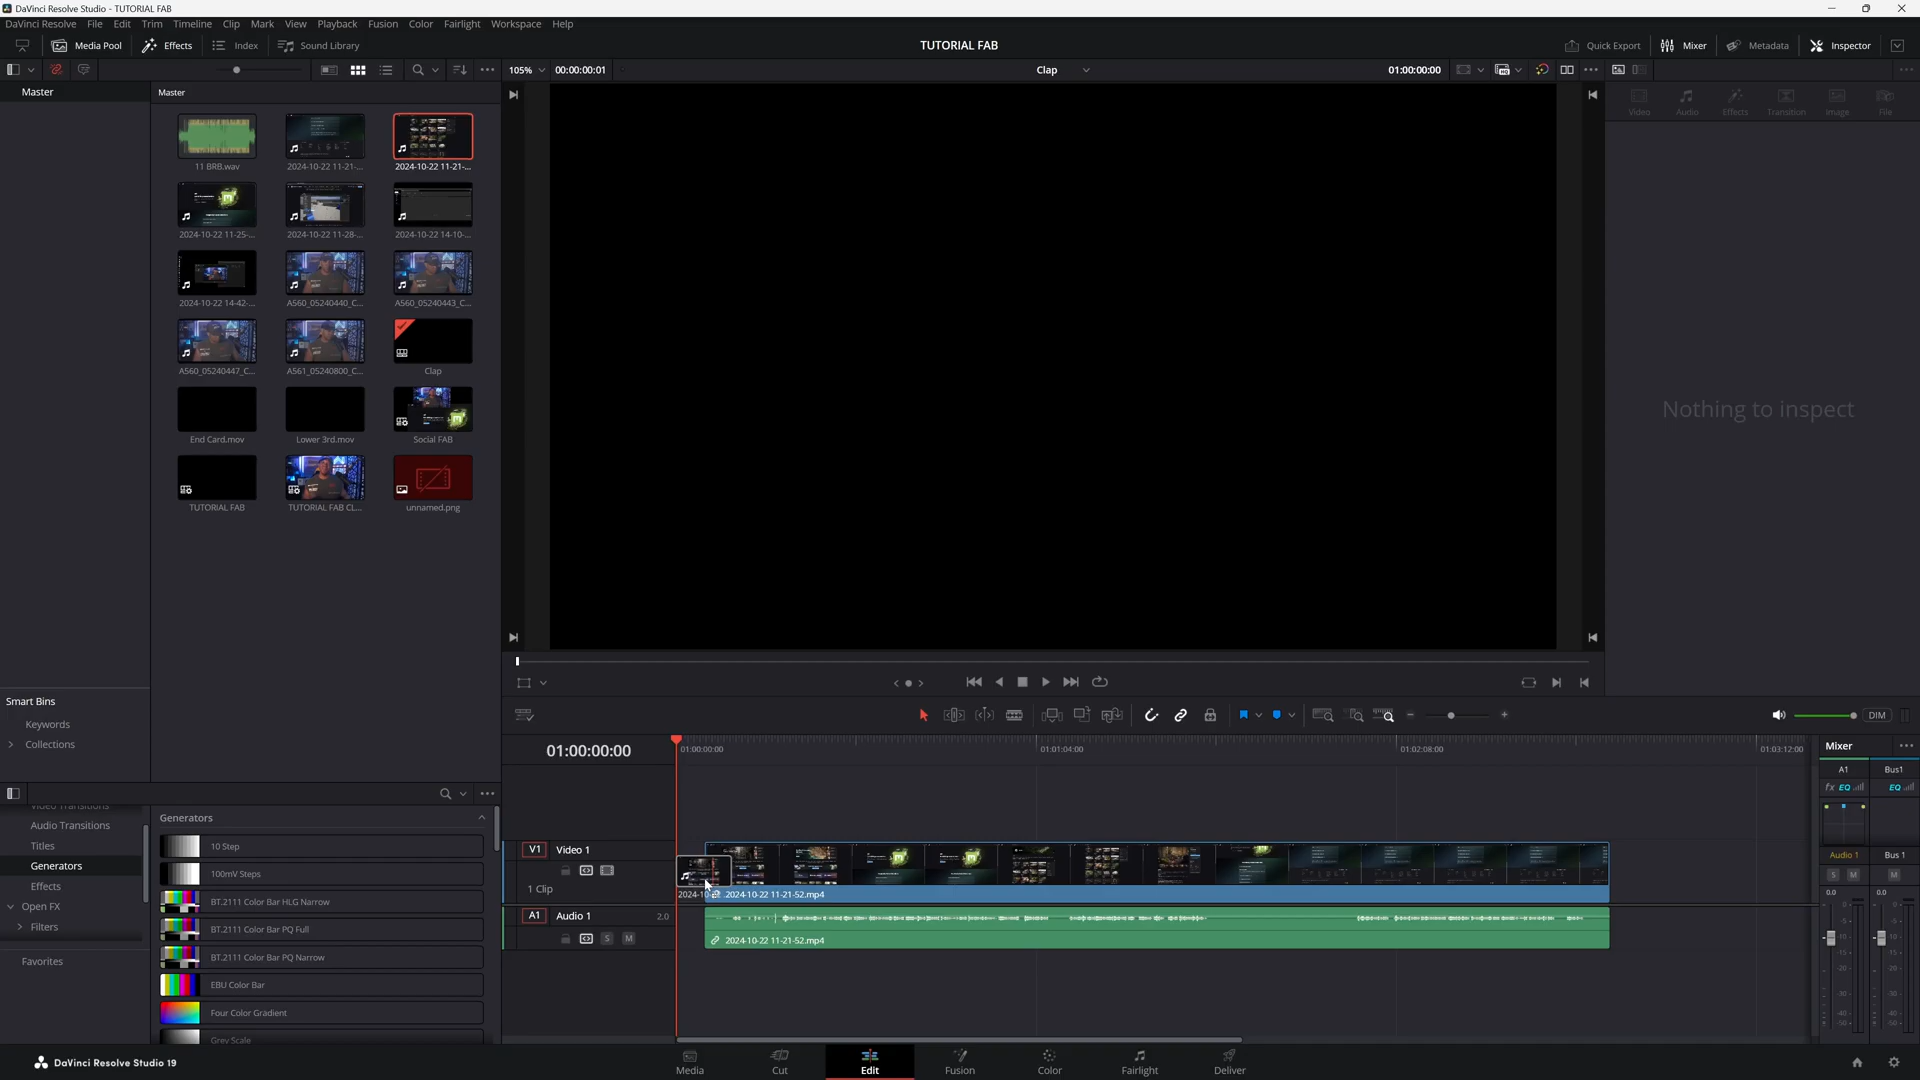 DaVinci Resolve Studio - TUTORIAL FAB
DaVinci Resolve File Edit Trim Timeline Clip Mark View Playback Fusion Color Fairlight Workspace Help
Media Pool Effects Index Sound Library TUTORIAL FAB Quick Export Mixer Metadata Inspector
105% 00:00:00:01 Clap 01:00:00:00
Master Master
Video Audio Effects Transition Image File
11 BRB.wav 2024-10-22 11-21-... 2024-10-22 11-21-...
2024-10-22 11-25-... 2024-10-22 11-28-... 2024-10-22 14-10-...
2024-10-22 14-42-... A560_05240440_C... A560_05240443_C...
A560_05240447_C... A561_05240800_C... Clap
Nothing to inspect
End Card.mov Lower 3rd.mov Social FAB
TUTORIAL FAB TUTORIAL FAB CL... unnamed.png
Smart Bins
Keywords
Collections
DIM
01:00:00:00 01:00:00:00 01:01:04:00 01:02:08:00 01:03:12:00
Mixer
A1 Bus1
fx EQ EQ
Video Transitions
Audio Transitions
Titles
Generators
Effects
Open FX
Filters
Favorites
Generators
10 Step
100mV Steps
BT.2111 Color Bar HLG Narrow
BT.2111 Color Bar PQ Full
BT.2111 Color Bar PQ Narrow
EBU Color Bar
Four Color Gradient
Grey Scale
V1 Video 1
1 Clip
2024-10 2024-10-22 11-21-52.mp4
A1 Audio 1 2.0
S M
2024-10-22 11-21-52.mp4
Audio 1 Bus 1
S M M
0.0 0.0
DaVinci Resolve Studio 19
Media Cut Edit Fusion Color Fairlight Deliver